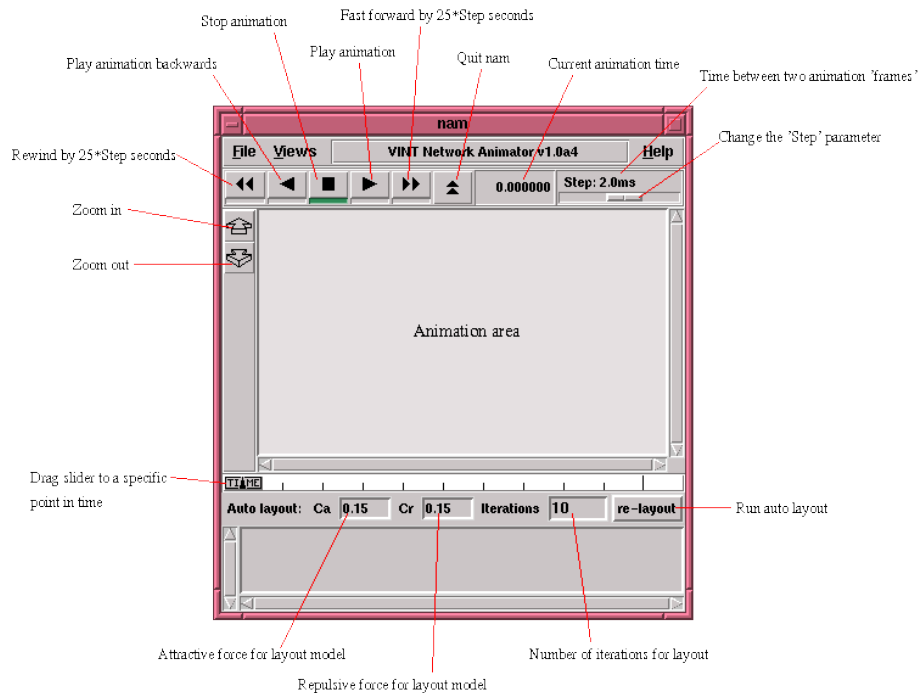 Fast forward by 25*Step seconds
Stop animation
Play animation
Quit nam
Play animation backwards
Current animation time
Time between two animation 'frames'
nam
Change the 'Step' parameter
File Views VINT Network Animator v1.0a4 Help
Rewind by 25*Step seconds
0.000000 Step: 2.0ms
Zoom in
Zoom out
Animation area
Drag slider to a specific
point in time
TIME
Auto layout: Ca 0.15 Cr 0.15 Iterations 10 re-layout
Run auto layout
Attractive force for layout model
Number of iterations for layout
Repulsive force for layout model